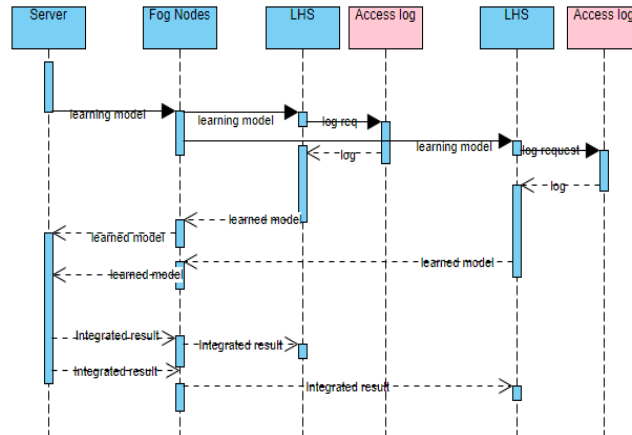 Server
Fog Nodes
LHS
Access log
LHS
Access log
learning model
learning model
log req
learning model
log request
log
log
learned model
learned model
learned model
learned model
Integrated result
Integrated result
Integrated result
Integrated result